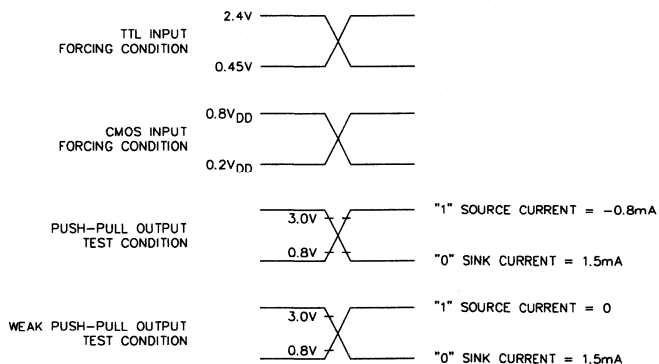 2.4V
TTL INPUT
FORCING CONDITION
0.45V
0.8VDD
CMOS INPUT
FORCING CONDITION
0.2VDD
"1" SOURCE CURRENT = -0.8mA
3.0V
PUSH-PULL OUTPUT
TEST CONDITION
0.8V
"0" SINK CURRENT = 1.5mA
"1" SOURCE CURRENT = 0
3.0V
WEAK PUSH-PULL OUTPUT
TEST CONDITION
0.8V
"0" SINK CURRENT = 1.5mA